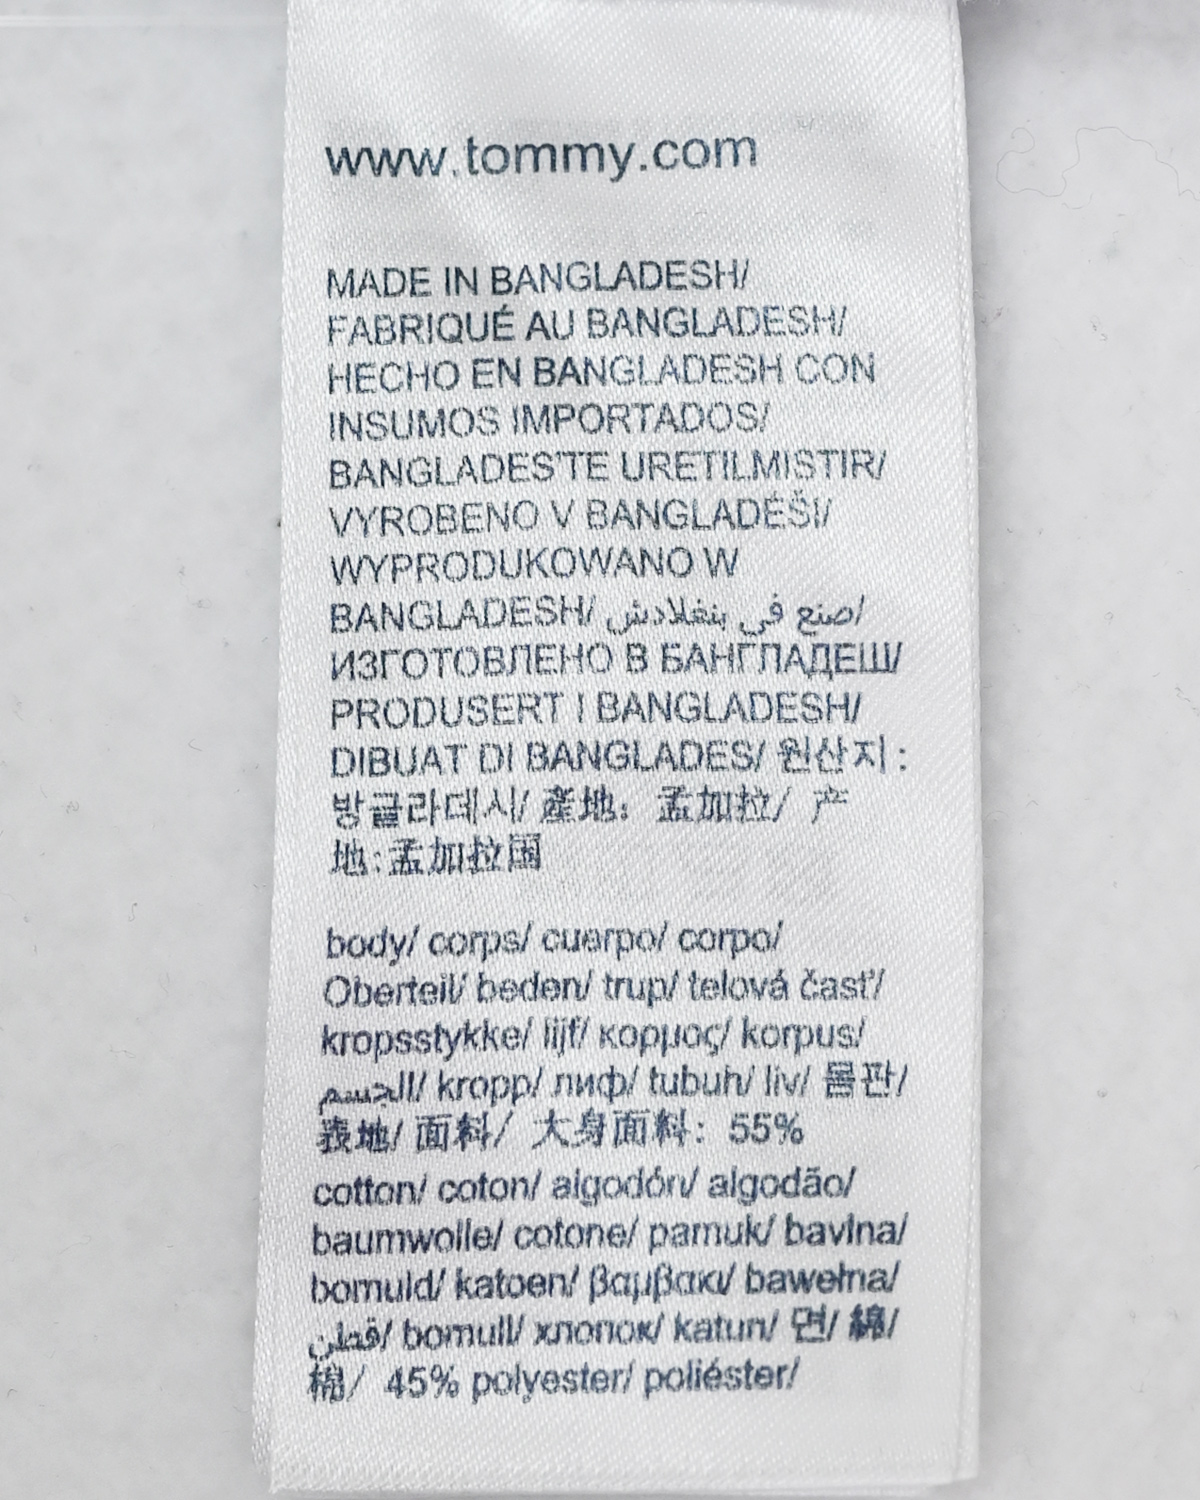 www.tommy.com
MADE IN BANGLADESH/
FABRIQUÉ AU BANGLADESH/
HECHO EN BANGLADESH CON
INSUMOS IMPORTADOS/
BANGLADES'TE URETILMISTIR/
VYROBENO V BANGLADÉŠI/
WYPRODUKOWANO W
BANGLADESH/ صنع في بنغلادش/
ИЗГОТОВЛЕНО В БАНГЛАДЕШ/
PRODUSERT I BANGLADESH/
DIBUAT DI BANGLADES/ 원산지:
방글라데시/ 產地: 孟加拉/ 产
地:孟加拉国
body/ corps/ cuerpo/ corpo/
Oberteil/ beden/ trup/ telová časť/
kropsstykke/ lijf/ κορμος/ korpus/
الجسم/ kropp/ лиф/ tubuh/ liv/ 몸판/
表地/ 面料/ 大身面料: 55%
cotton/ coton/ algodón/ algodão/
baumwolle/ cotone/ pamuk/ bavlna/
bomuld/ katoen/ βαμβακι/ bawełna/
قطن/ bomull/ хлопок/ katun/ 면/ 綿/
棉/ 45% polyester/ poliéster/